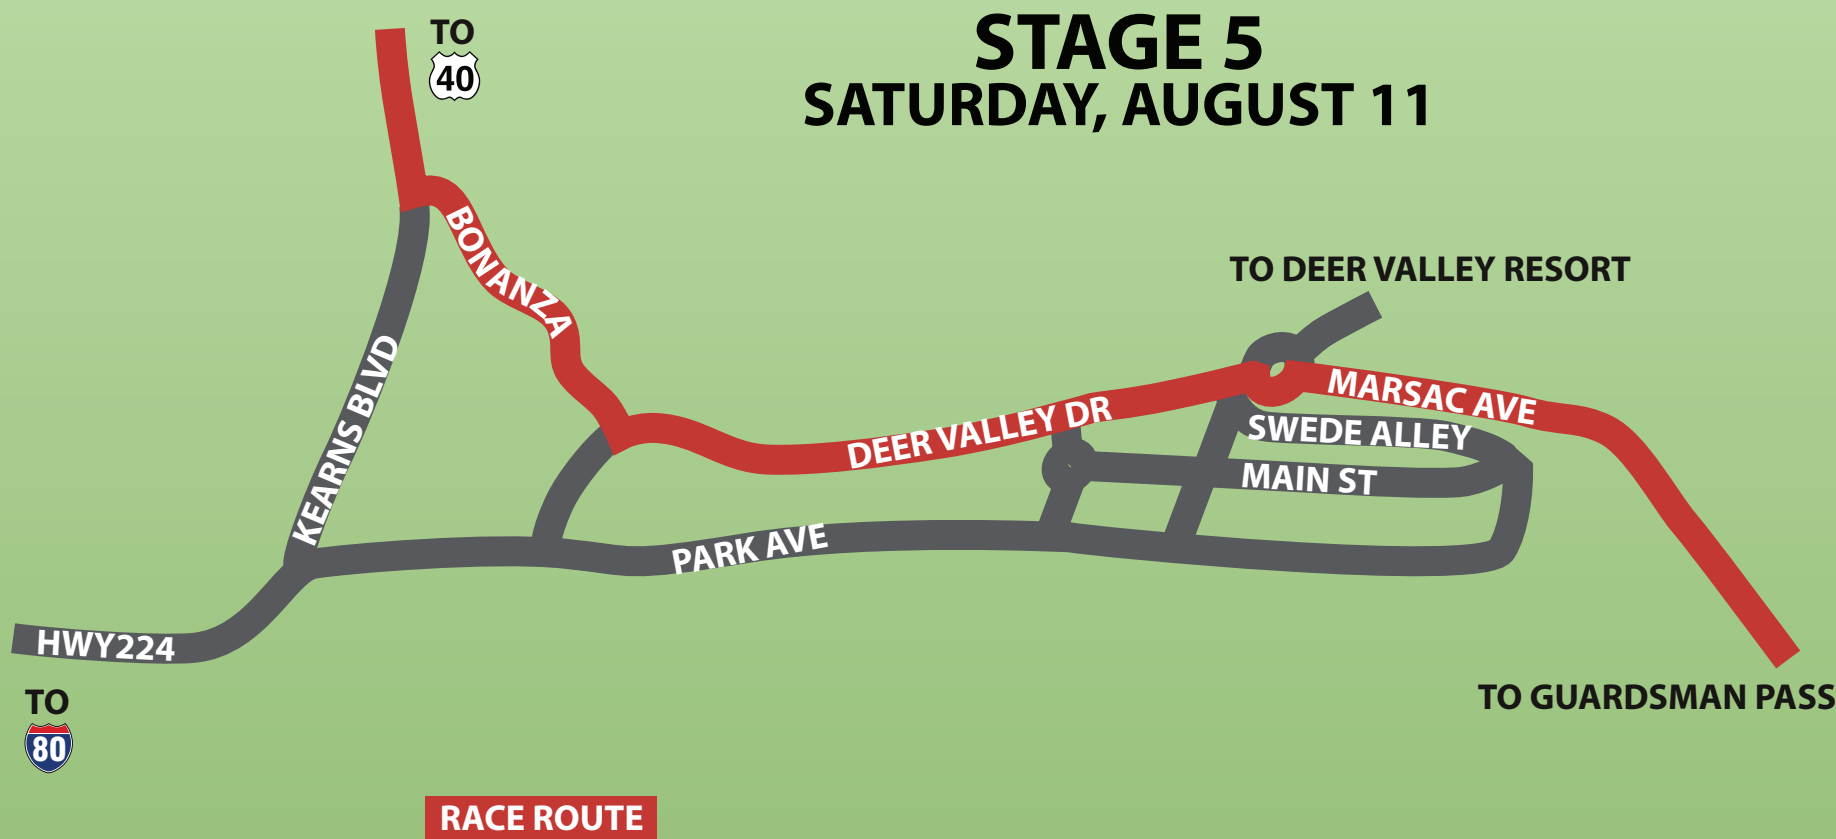 STAGE 5
SATURDAY, AUGUST 11
TO
40
BONANZA
TO DEER VALLEY RESORT
KEARNS BLVD
MARSAC AVE
DEER VALLEY DR
SWEDE ALLEY
MAIN ST
PARK AVE
HWY224
TO
80
TO GUARDSMAN PASS
RACE ROUTE